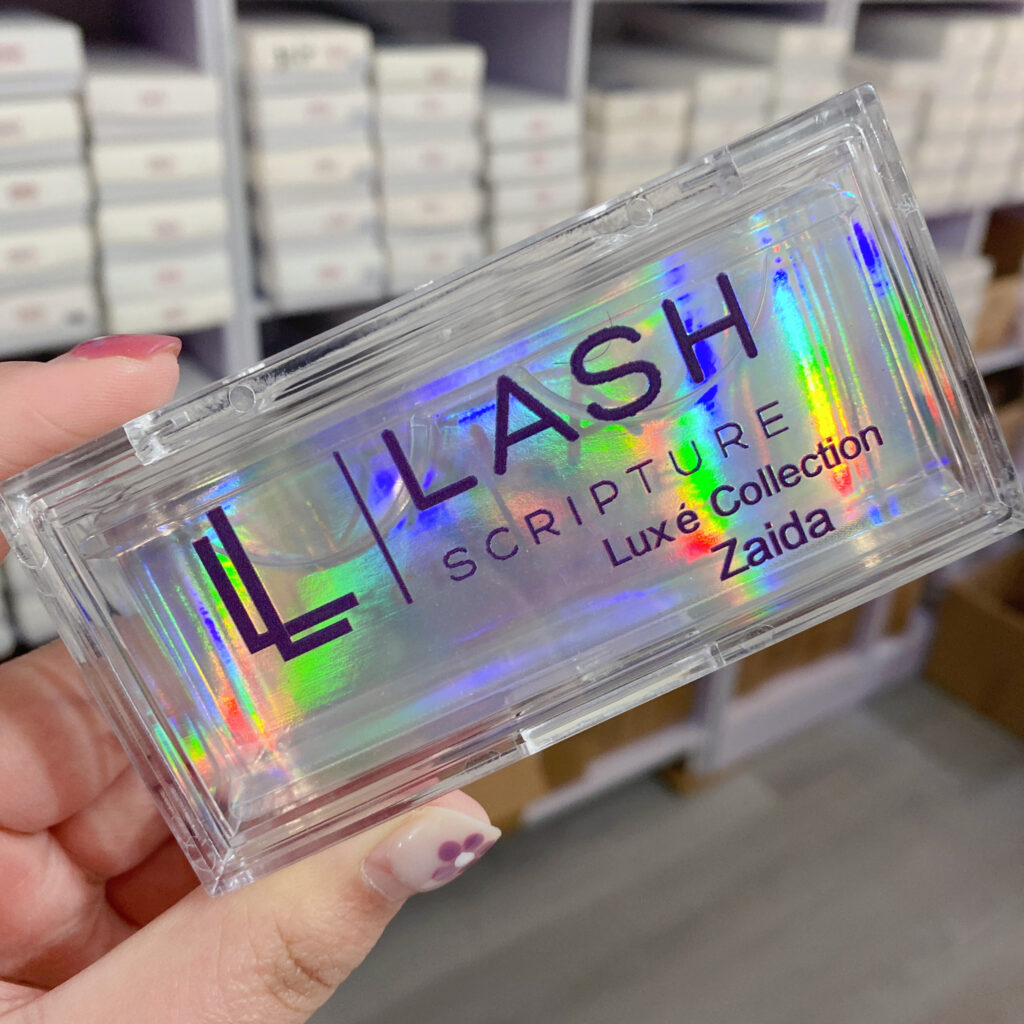 LL
LASH
SCRIPTURE
Luxé Collection
Zaida